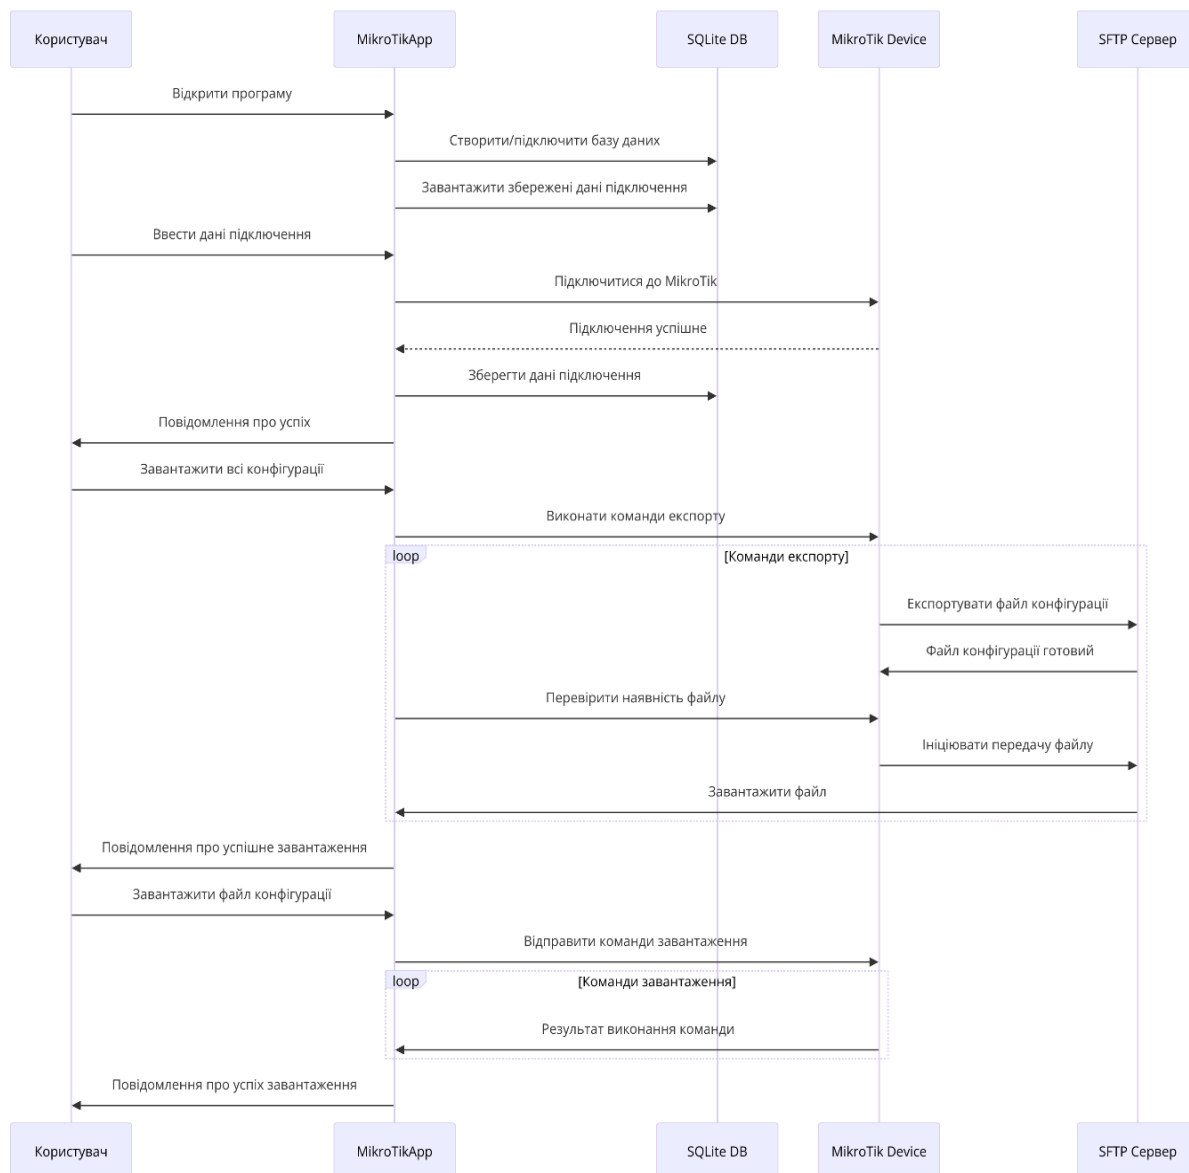 Користувач
MikroTikApp
SQLite DB
MikroTik Device
SFTP Сервер
Відкрити програму
Створити/підключити базу даних
Завантажити збережені дані підключення
Ввести дані підключення
Підключитися до MikroTik
Підключення успішне
Зберегти дані підключення
Повідомлення про успіх
Завантажити всі конфігурації
Виконати команди експорту
loop
[Команди експорту]
Експортувати файл конфігурації
Файл конфігурації готовий
Перевірити наявність файлу
Ініціювати передачу файлу
Завантажити файл
Повідомлення про успішне завантаження
Завантажити файл конфігурації
Відправити команди завантаження
loop
[Команди завантаження]
Результат виконання команди
Повідомлення про успіх завантаження
Користувач
MikroTikApp
SQLite DB
MikroTik Device
SFTP Сервер